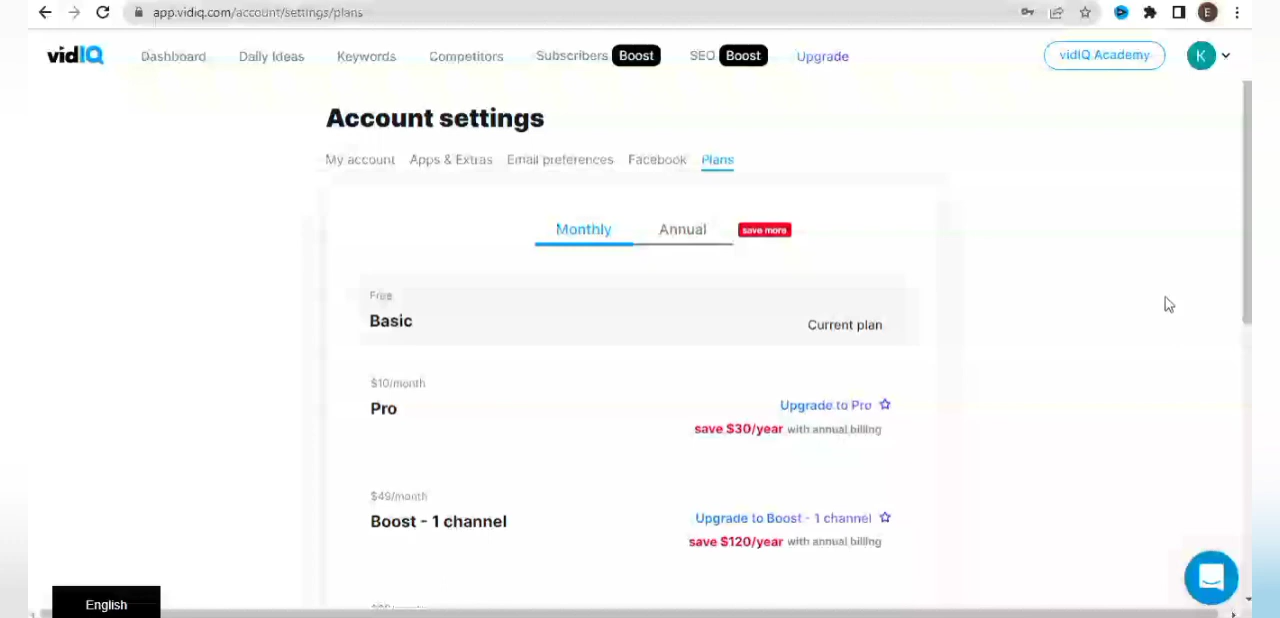 app.vidiq.com/account/settings/plans
E
vidIQ Dashboard Daily Ideas Keywords Competitors Subscribers Boost SEO Boost Upgrade vidIQ Academy K
Account settings
My account Apps & Extras Email preferences Facebook Plans
Monthly Annual save more
Free
Basic
Current plan
$10/month
Pro
Upgrade to Pro
save $30/year with annual billing
$49/month
Boost - 1 channel
Upgrade to Boost - 1 channel
save $120/year with annual billing
English